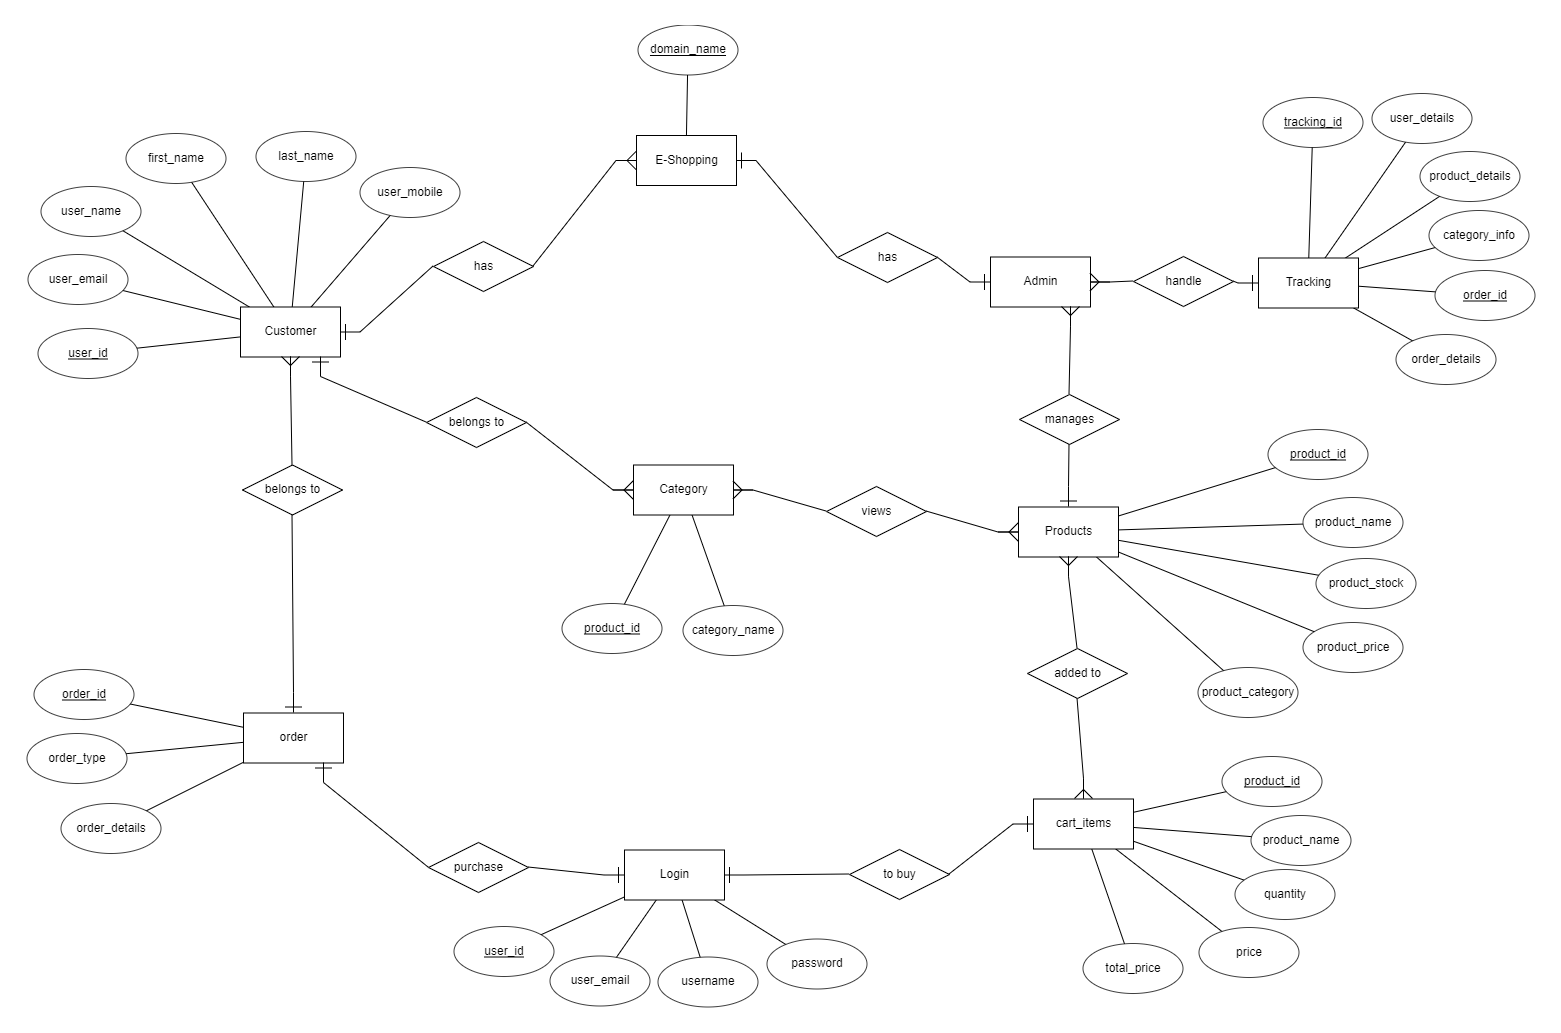 domain_name
E-Shopping
first_name
last_name
user_mobile
user_name
user_email
user_id
Customer
has
has
Admin
handle
Tracking
tracking_id
user_details
product_details
category_info
order_id
order_details
belongs to
belongs to
manages
Category
views
Products
product_id
category_name
product_id
product_name
product_stock
product_price
product_category
added to
order_id
order_type
order_details
order
purchase
Login
to buy
cart_items
user_id
user_email
username
password
product_id
product_name
quantity
price
total_price